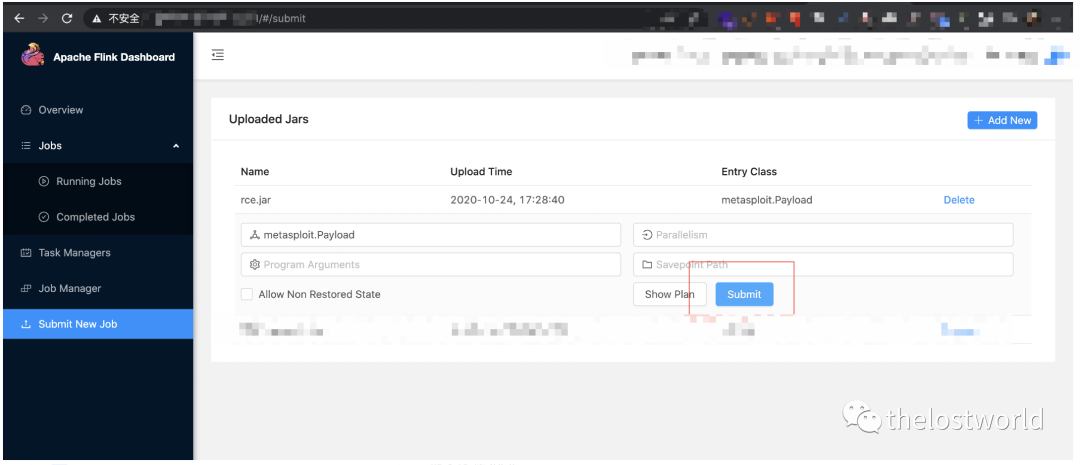 不安全
/#/submit
Apache Flink Dashboard
Overview
Jobs
Running Jobs
Completed Jobs
Task Managers
Job Manager
Submit New Job
Uploaded Jars
Add New
Name Upload Time Entry Class
rce.jar 2020-10-24, 17:28:40 metasploit.Payload Delete
metasploit.Payload Parallelism
Program Arguments Savepoint Path
Allow Non Restored State Show Plan Submit
thelostworld